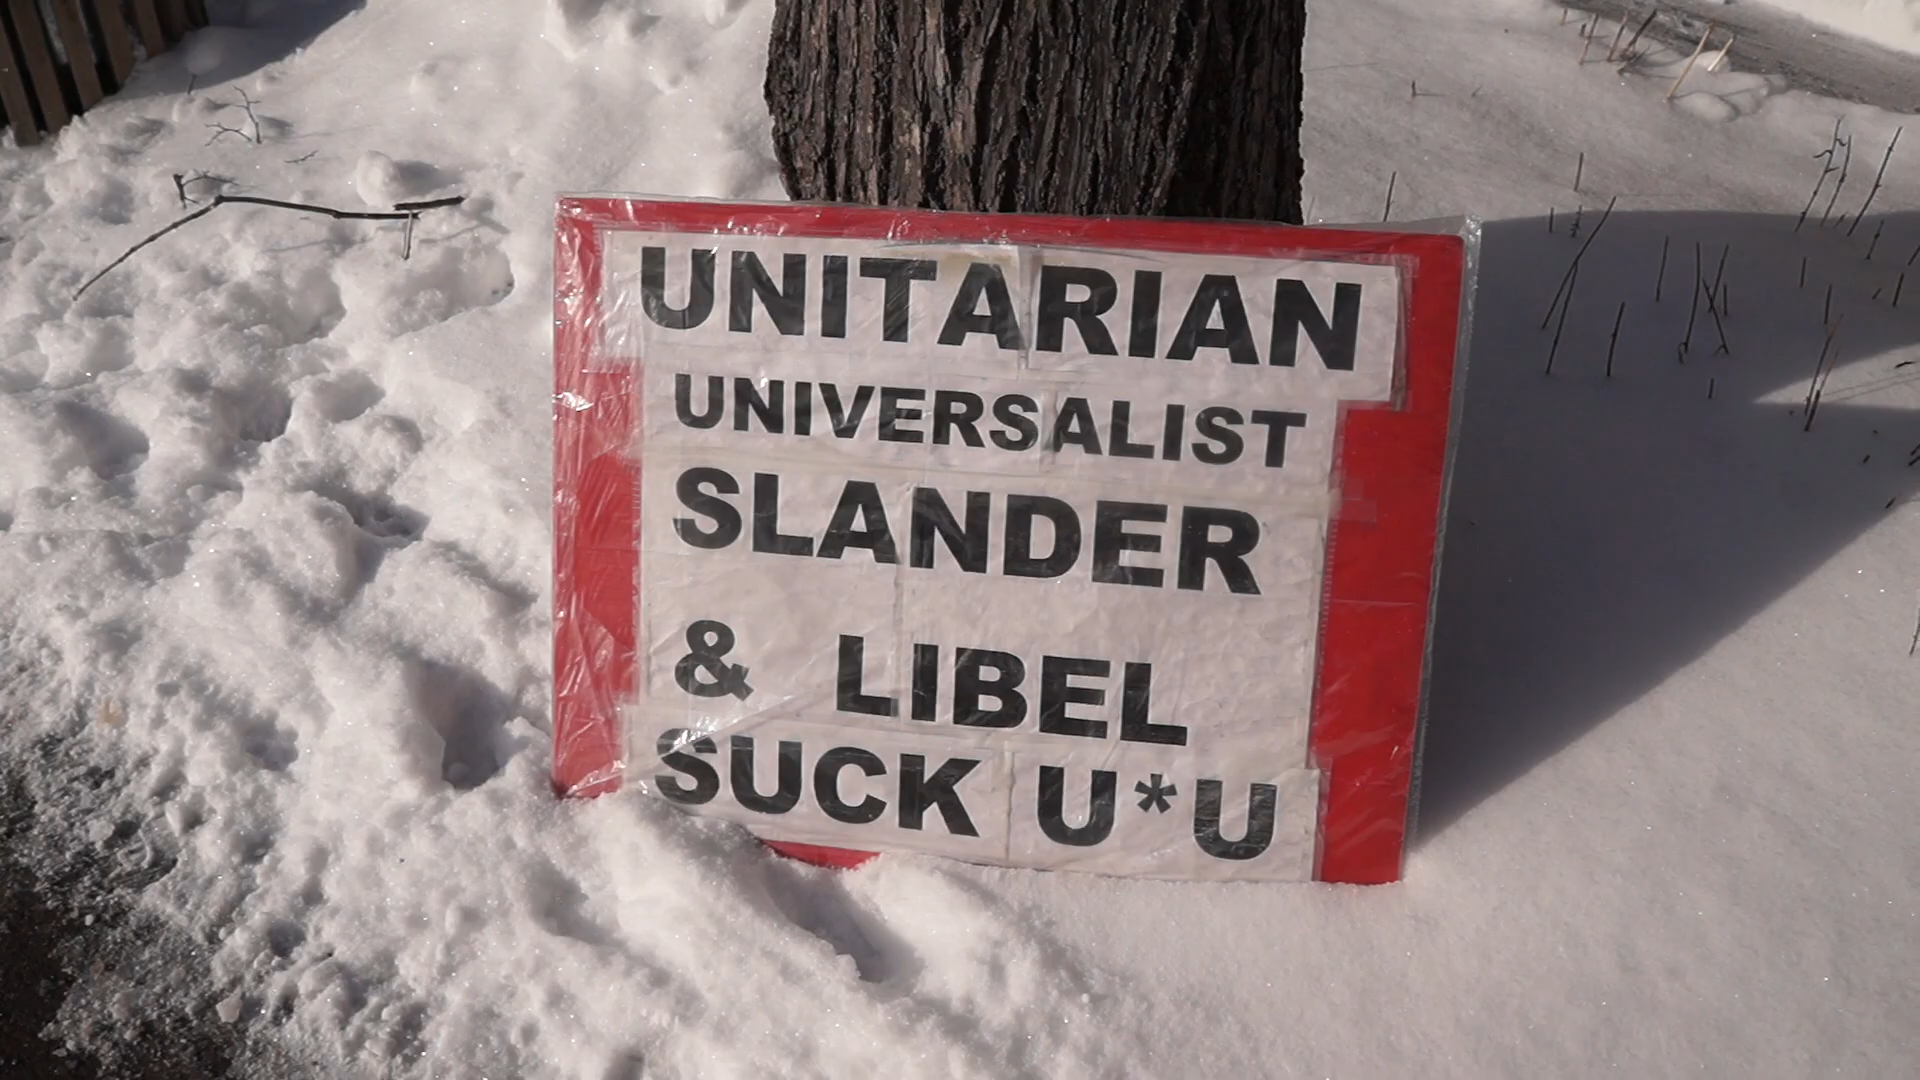 UNITARIAN
UNIVERSALIST
SLANDER
& LIBEL
SUCK U*U